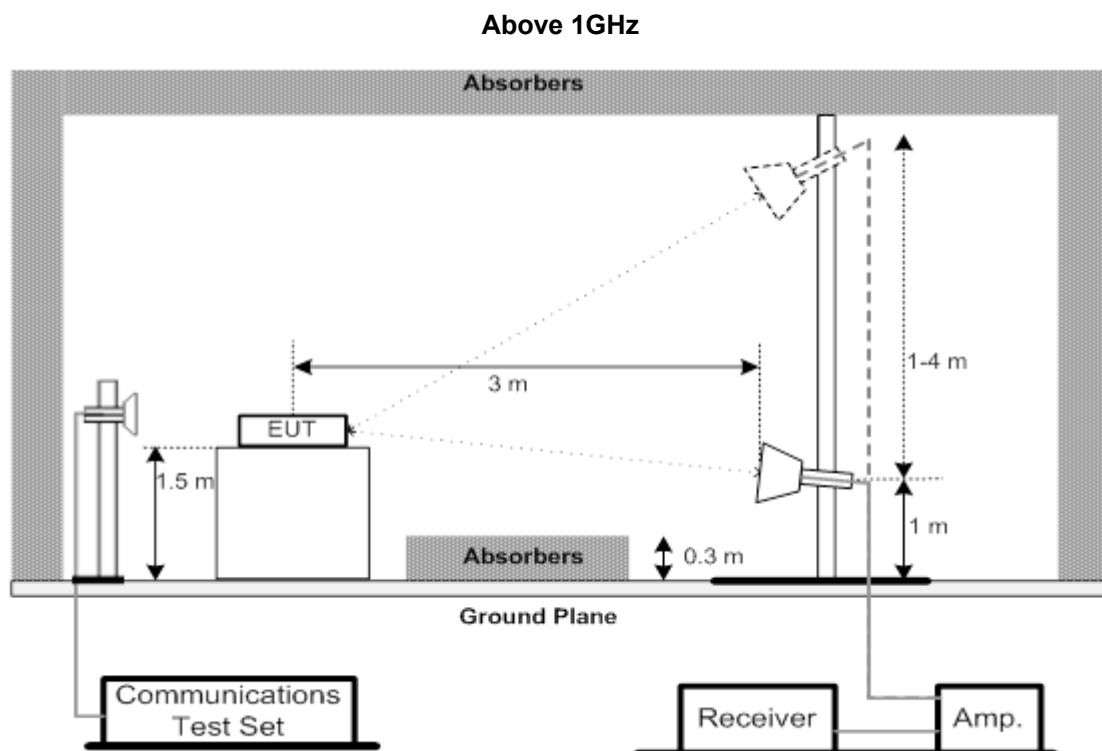 Above 1GHz
Absorbers
3 m
1-4 m
EUT
1.5 m
1 m
Absorbers
0.3 m
Ground Plane
Communications
Test Set
Receiver
Amp.